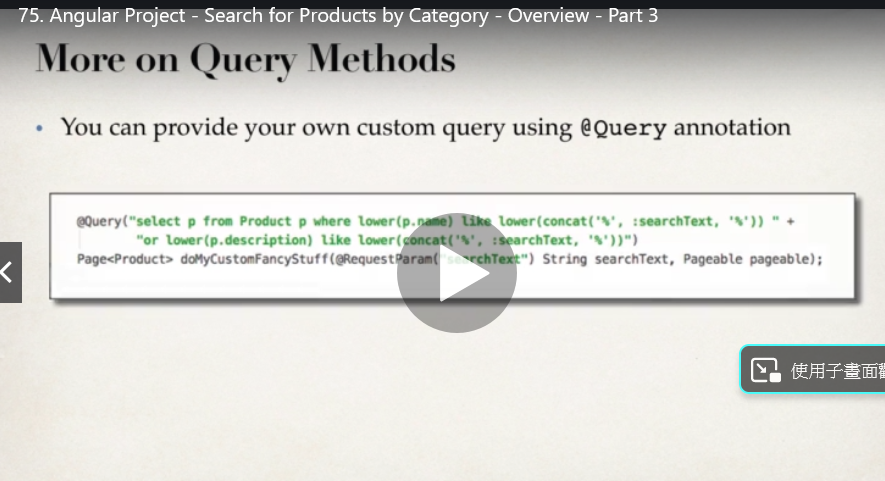 75. Angular Project - Search for Products by Category - Overview - Part 3
More on Query Methods
• You can provide your own custom query using @Query annotation
@Query("select p from Product p where lower(p.name) like lower(concat('%', :searchText, '%')) " +
"or lower(p.description) like lower(concat('%', :searchText, '%'))")
Page<Product> doMyCustomFancyStuff(@RequestParam("searchText") String searchText, Pageable pageable);
使用子畫面